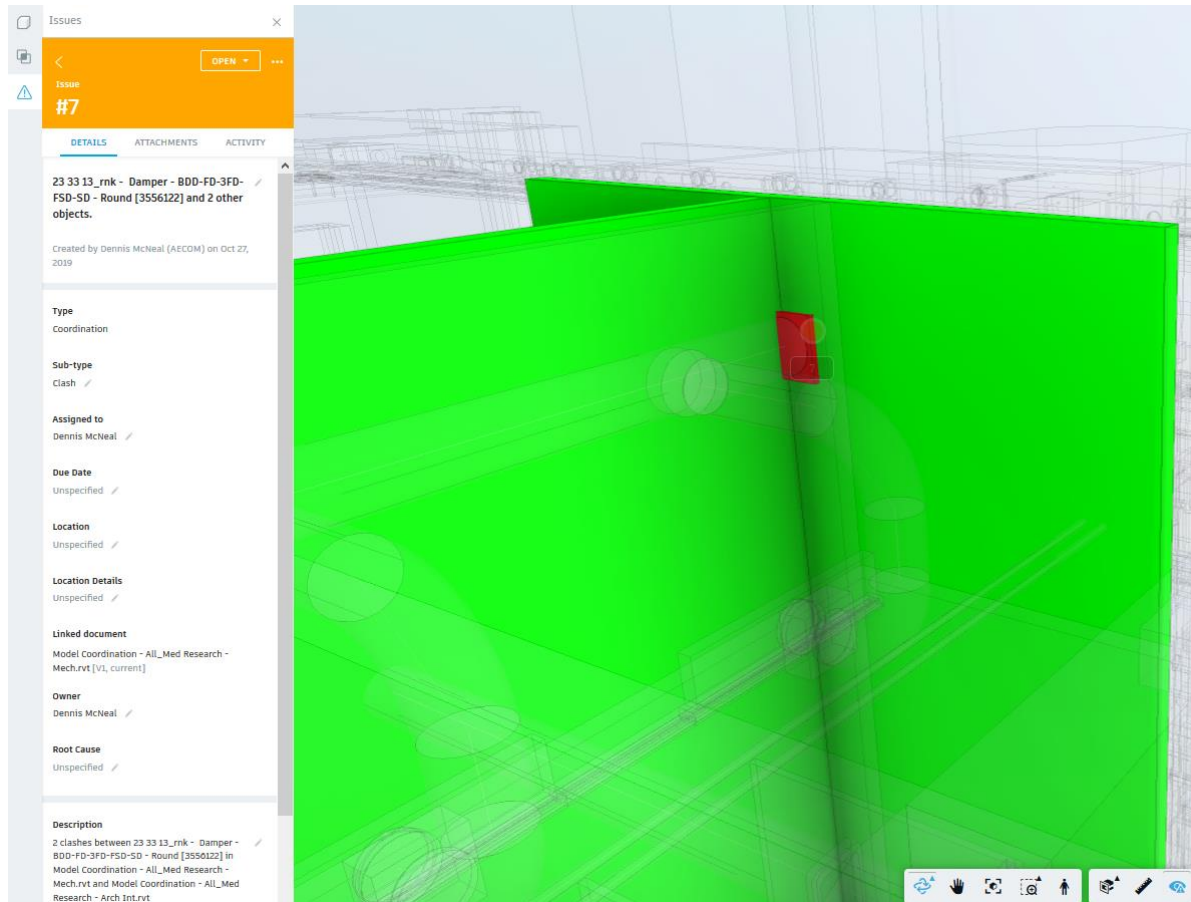 Issues
OPEN
Issue
#7
DETAILS ATTACHMENTS ACTIVITY
23 33 13_rnk - Damper - BDD-FD-3FD-
FSD-SD - Round [3556122] and 2 other
objects.
Created by Dennis McNeal (AECOM) on Oct 27,
2019
Type
Coordination
Sub-type
Clash
Assigned to
Dennis McNeal
Due Date
Unspecified
Location
Unspecified
Location Details
Unspecified
Linked document
Model Coordination - All_Med Research -
Mech.rvt [V1, current]
Owner
Dennis McNeal
Root Cause
Unspecified
Description
2 clashes between 23 33 13_rnk - Damper -
BDD-FD-3FD-FSD-SD - Round [3556122] in
Model Coordination - All_Med Research -
Mech.rvt and Model Coordination - All_Med
Research - Arch Int.rvt